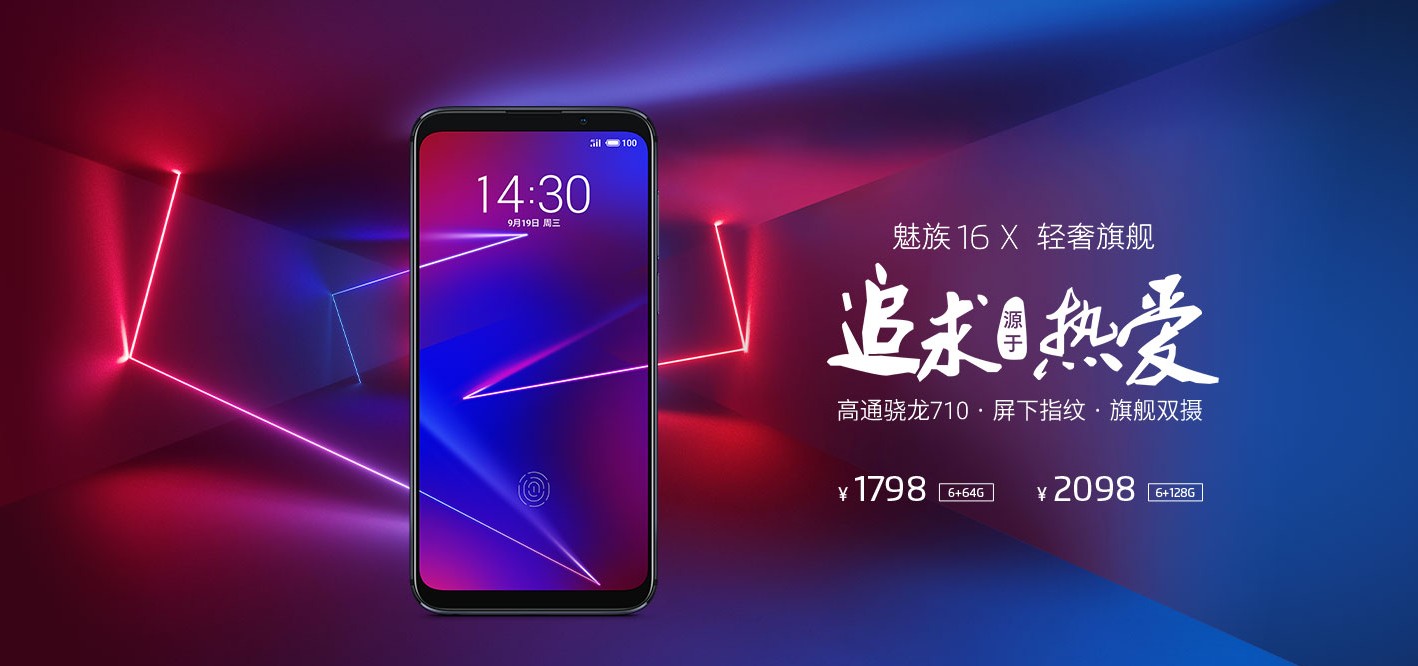 100
14:30
9月19日 周三
魅族 16 X 轻奢旗舰
追求源于热爱
高通骁龙710 · 屏下指纹 · 旗舰双摄
¥ 1798 6+64G ¥ 2098 6+128G